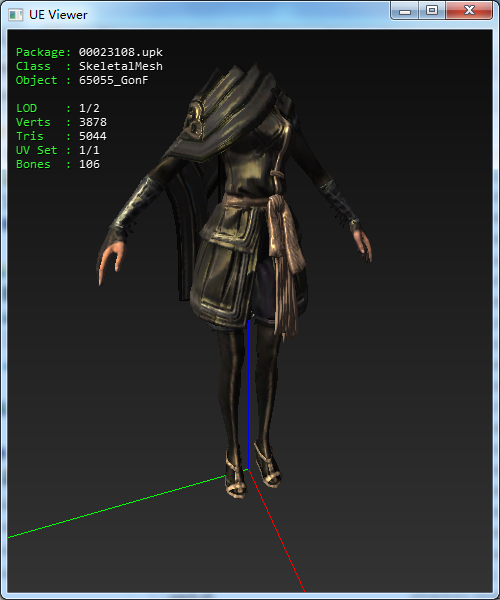 UE Viewer
Package: 00023108.upk
Class : SkeletalMesh
Object : 65055_GonF
LOD : 1/2
Verts : 3878
Tris : 5044
UV Set : 1/1
Bones : 106